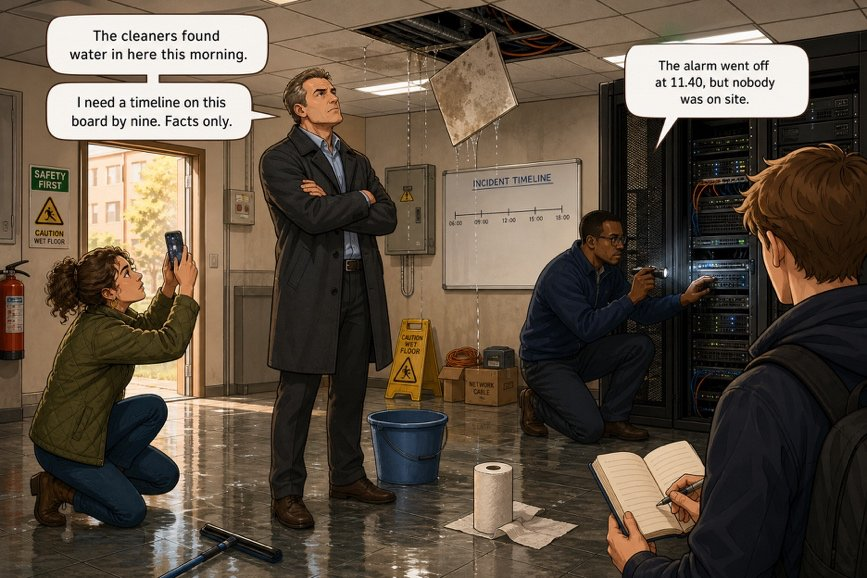 The cleaners found
water in here this morning.
I need a timeline on this
board by nine. Facts only.
The alarm went off
at 11.40, but nobody
was on site.
SAFETY
FIRST
CAUTION
WET FLOOR
INCIDENT TIMELINE
06:00 09:00 12:00 15:00 18:00
CAUTION
WET
FLOOR
NETWORK
CABLE